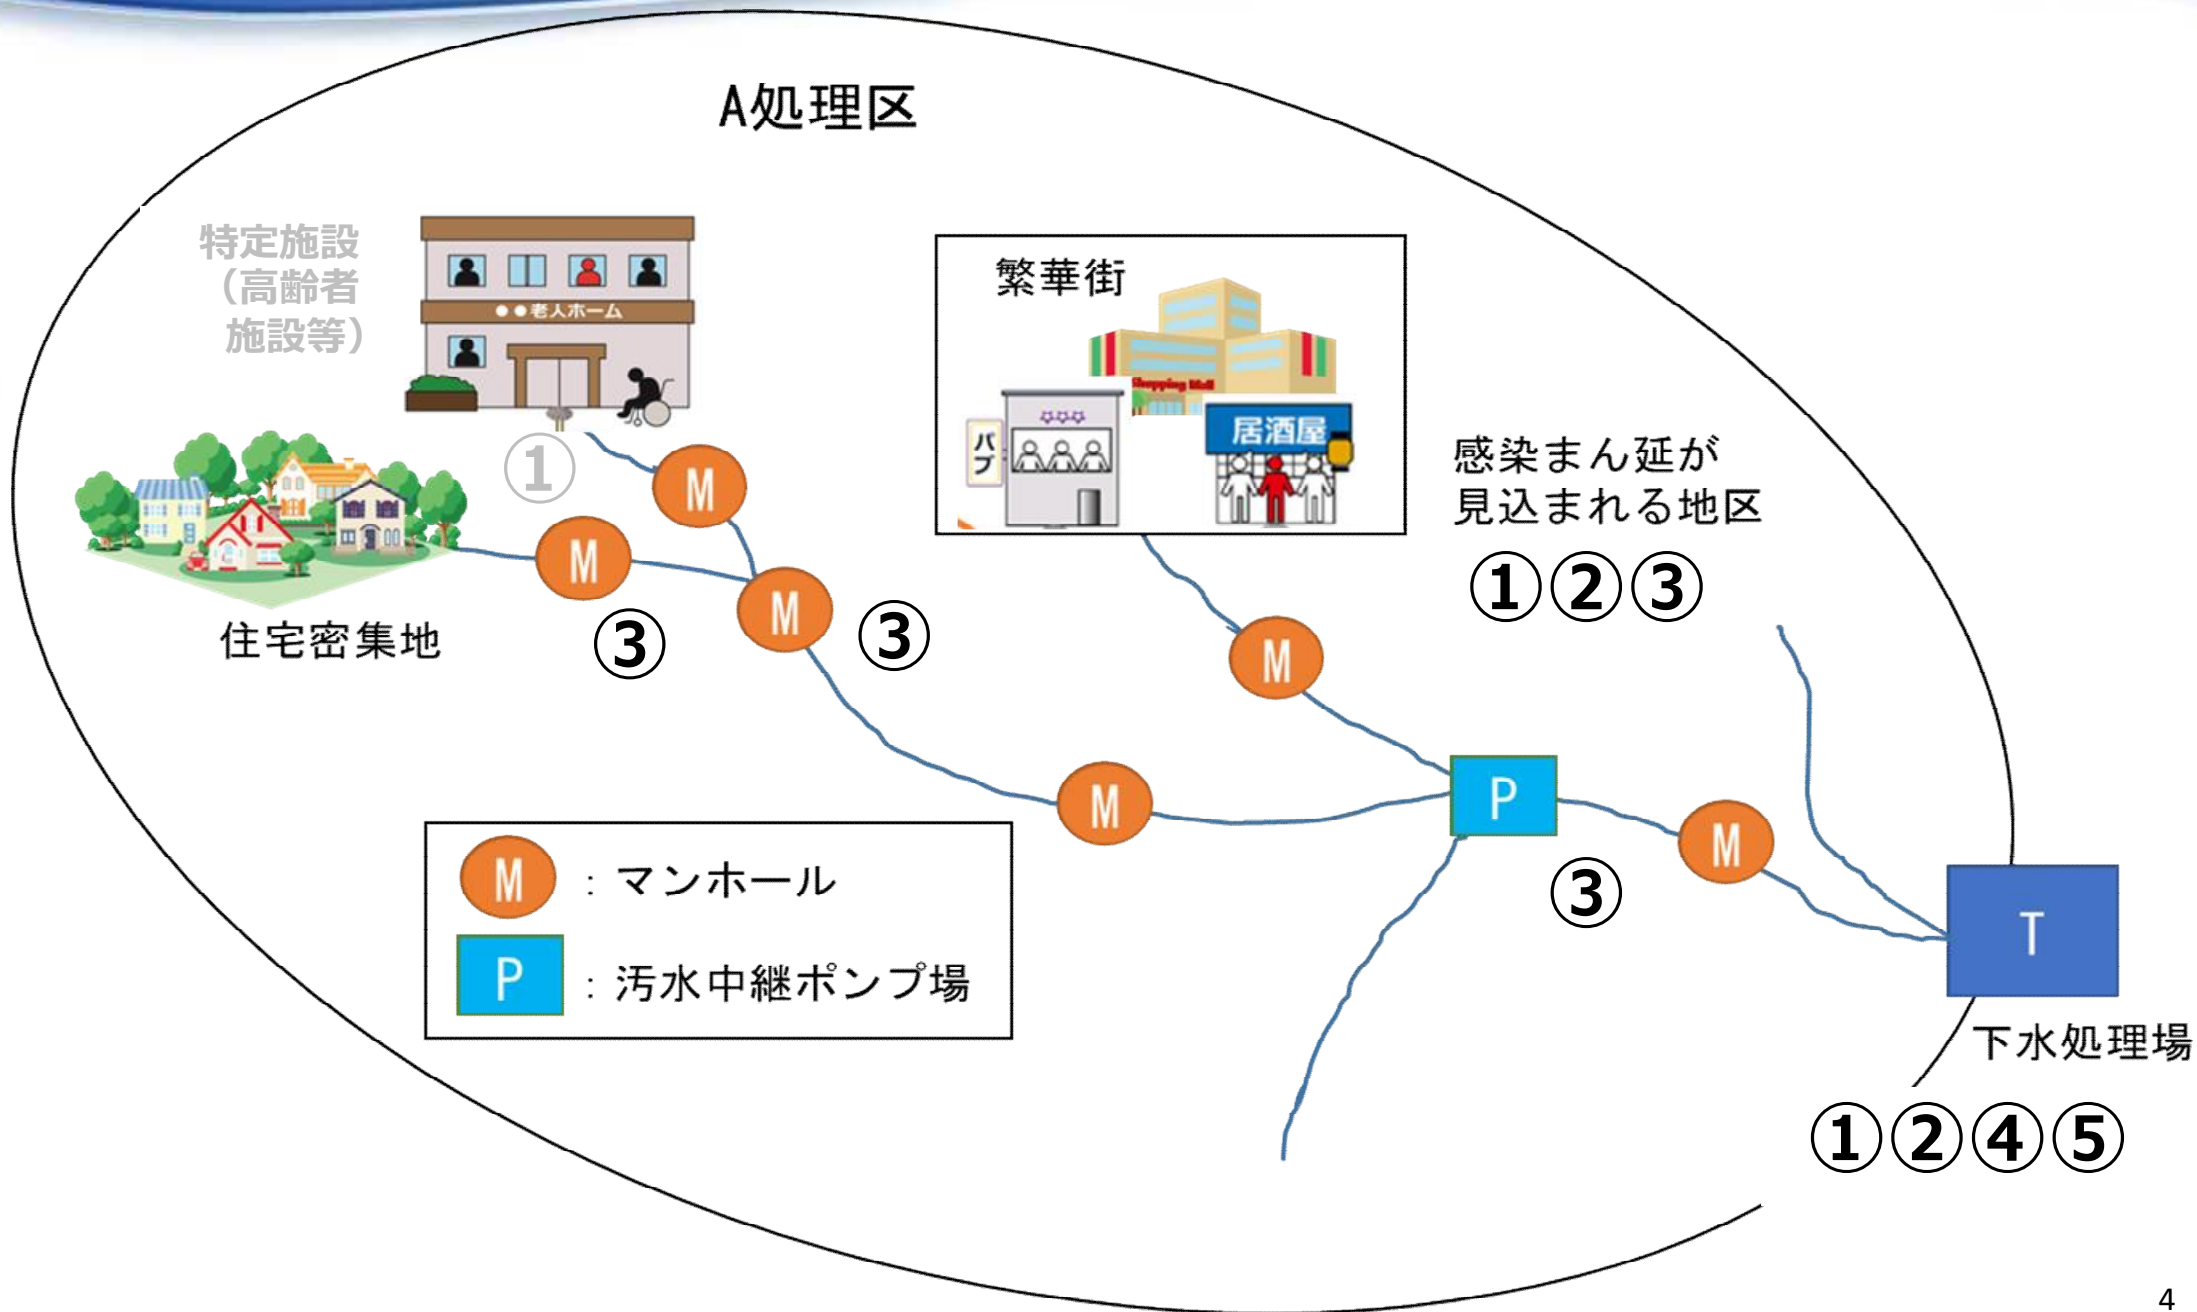 A処理区
特定施設
（高齢者
施設等）
●●老人ホーム
①
繁華街
Shopping Mall
パブ
☆☆☆
居酒屋
感染まん延が
見込まれる地区
①②③
M
M
M
③
③
住宅密集地
M
M
P
M
③
T
下水処理場
①②④⑤
M：マンホール
P：汚水中継ポンプ場
4